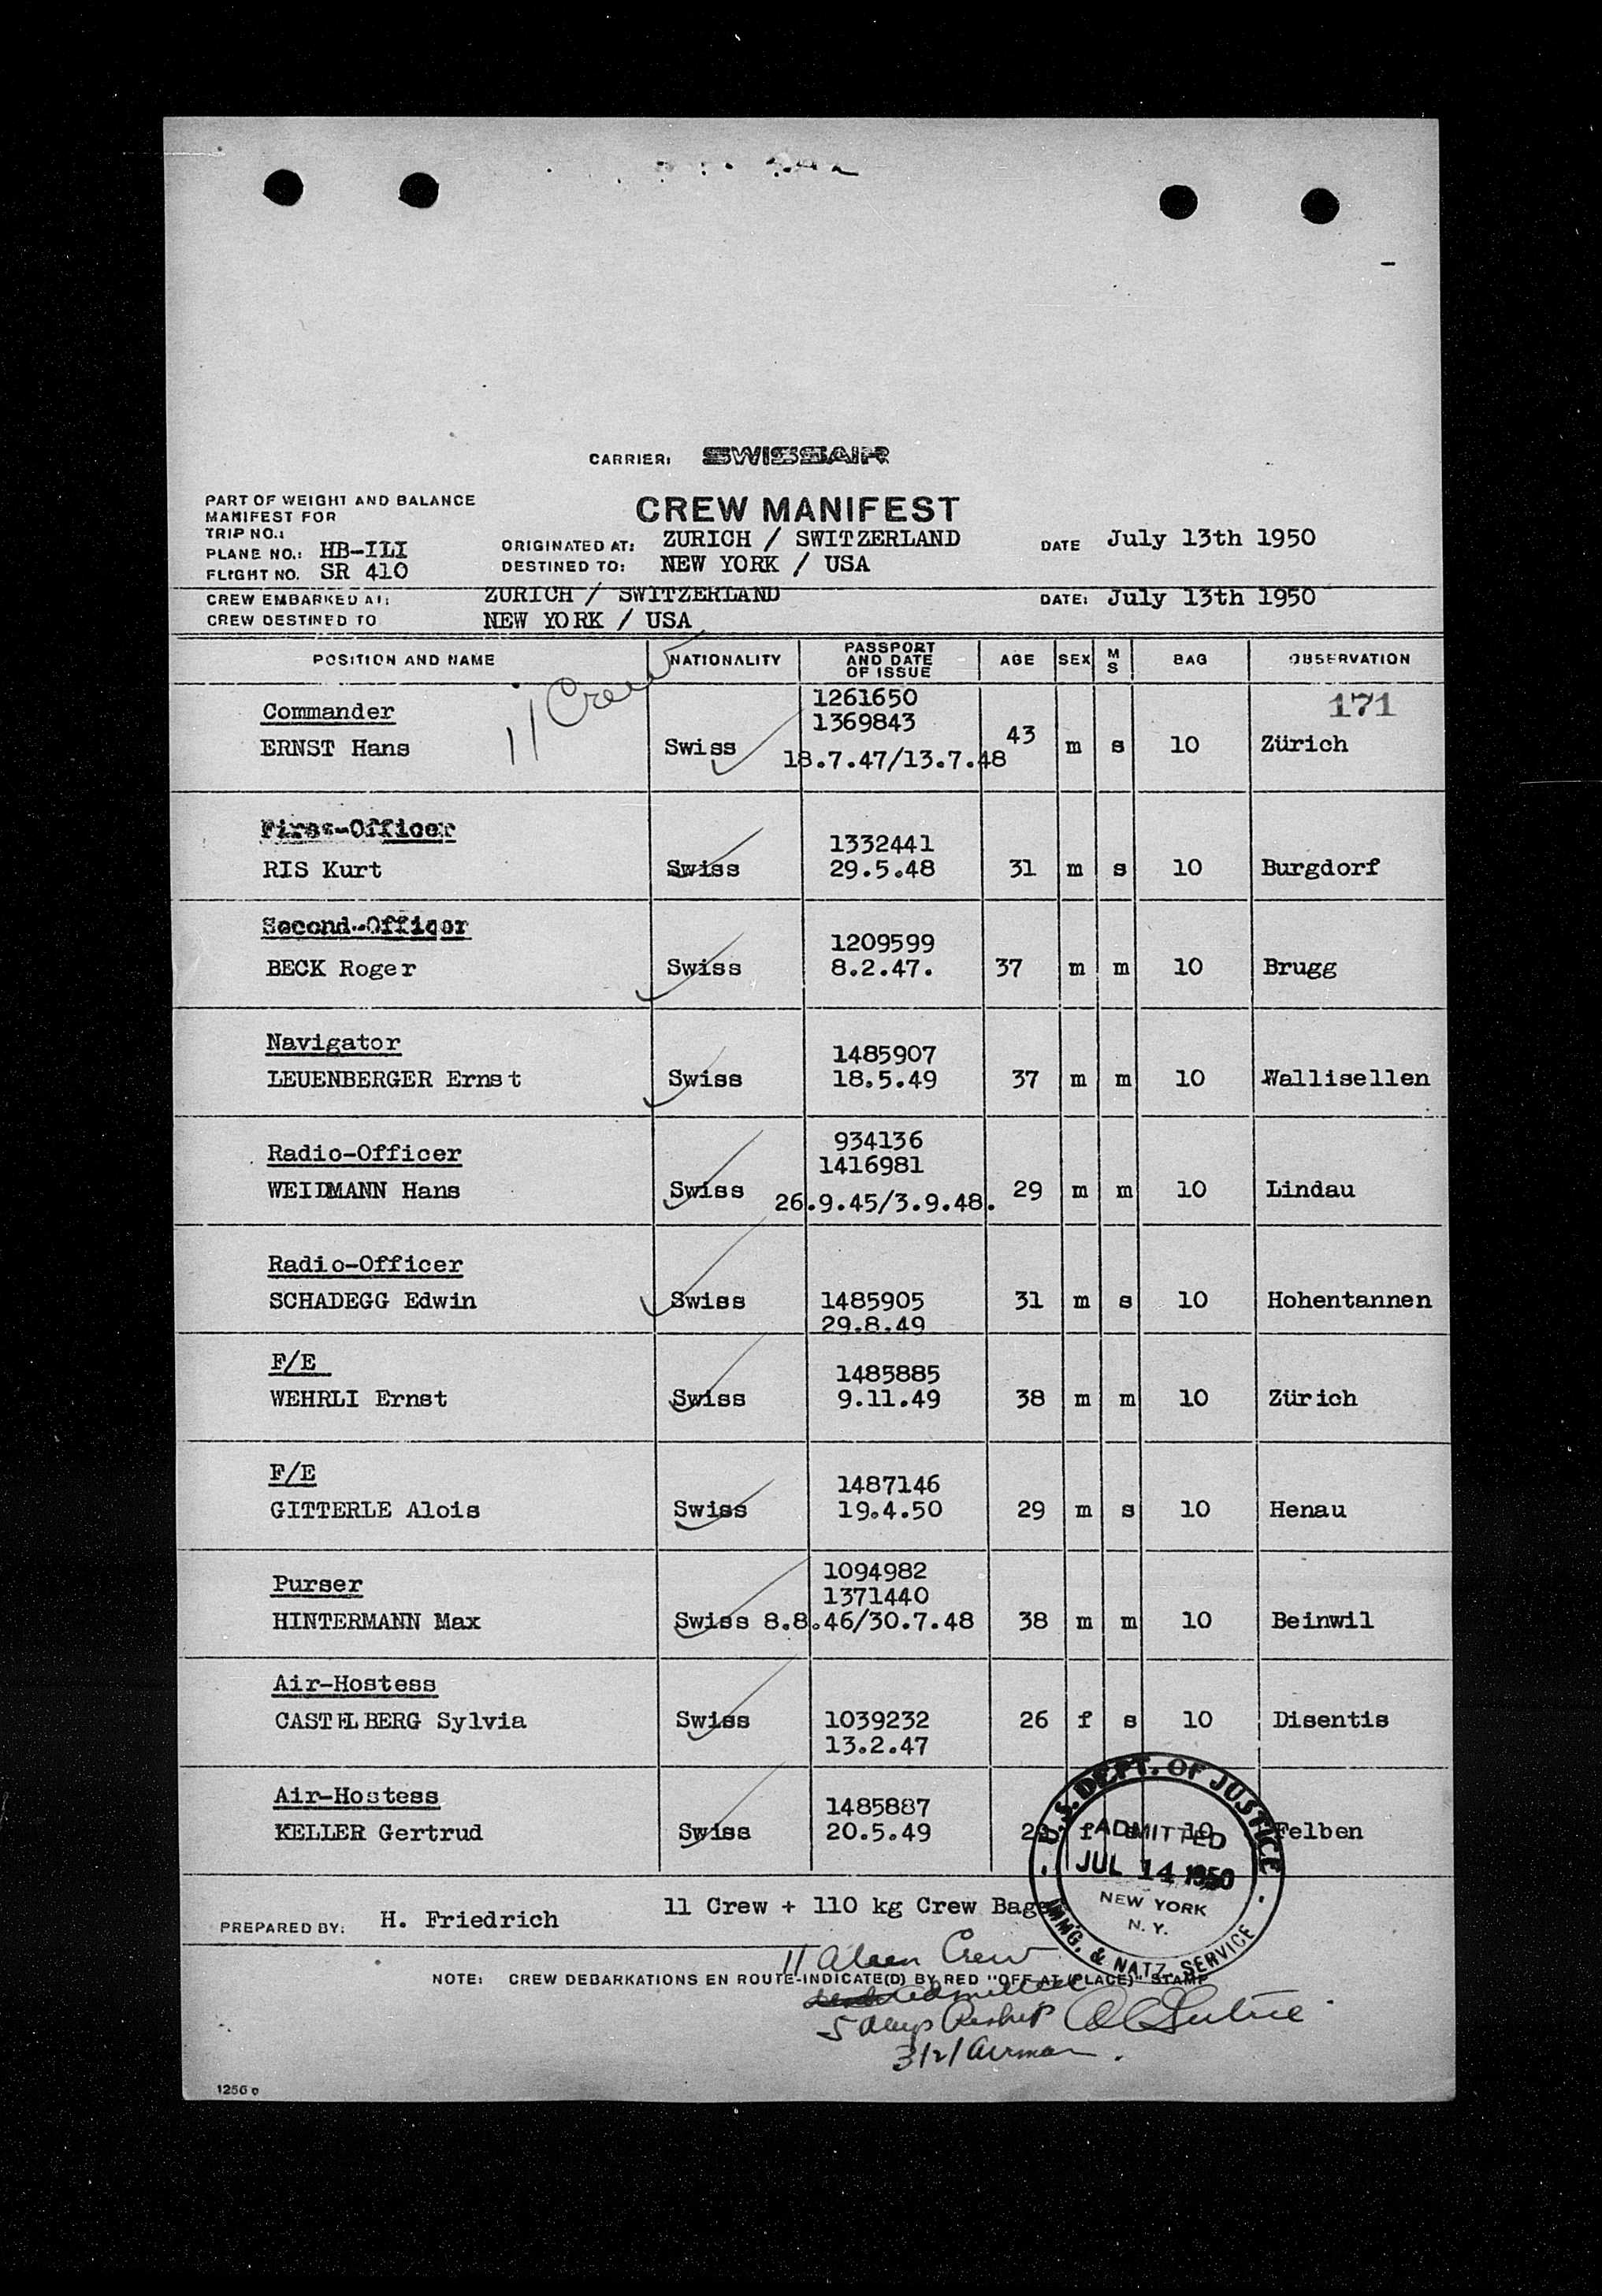 CARRIER: SWISSAIR
PART OF WEIGHT AND BALANCE
MANIFEST FOR
CREW MANIFEST
TRIP NO.:
PLANE NO.: HB-ILI
FLIGHT NO. SR 410
ORIGINATED AT: ZURICH / SWITZERLAND
DESTINED TO: NEW YORK / USA
DATE July 13th 1950
CREW EMBARKED AT: ZURICH / SWITZERLAND DATE: July 13th 1950
CREW DESTINED TO NEW YORK / USA
POSITION AND NAME NATIONALITY PASSPORT AND DATE OF ISSUE AGE SEX M S BAG OBSERVATION
11 Crew
171
Commander 1261650
1369843
ERNST Hans Swiss 18.7.47/13.7.48 43 m s 10 Zürich
First-Officer 1332441
RIS Kurt Swiss 29.5.48 31 m s 10 Burgdorf
Second-Officer 1209599
BECK Roger Swiss 8.2.47. 37 m m 10 Brugg
Navigator 1485907
LEUENBERGER Ernst Swiss 18.5.49 37 m m 10 Wallisellen
Radio-Officer 934136
1416981
WEIDMANN Hans Swiss 26.9.45/3.9.48. 29 m m 10 Lindau
Radio-Officer
SCHADEGG Edwin Swiss 1485905 31 m s 10 Hohentannen
29.8.49
F/E 1485885
WEHRLI Ernst Swiss 9.11.49 38 m m 10 Zürich
F/E 1487146
GITTERLE Alois Swiss 19.4.50 29 m s 10 Henau
Purser 1094982
1371440
HINTERMANN Max Swiss 8.8.46/30.7.48 38 m m 10 Beinwil
Air-Hostess
CASTELBERG Sylvia Swiss 1039232 26 f s 10 Disentis
13.2.47
Air-Hostess 1485887
KELLER Gertrud Swiss 20.5.49 f 10 Felben
U.S. DEPT. OF JUSTICE
ADMITTED
JUL 14 1950
NEW YORK
N. Y.
IMMG. & NATZ. SERVICE
11 Crew + 110 kg Crew Bags
PREPARED BY: H. Friedrich
11 Alien Crew
NOTE: CREW DEBARKATIONS EN ROUTE-INDICATE(D) BY RED "OFF AT (PLACE)" STAMP
admitted
5 days Reship
3/2/ Airman.
1256